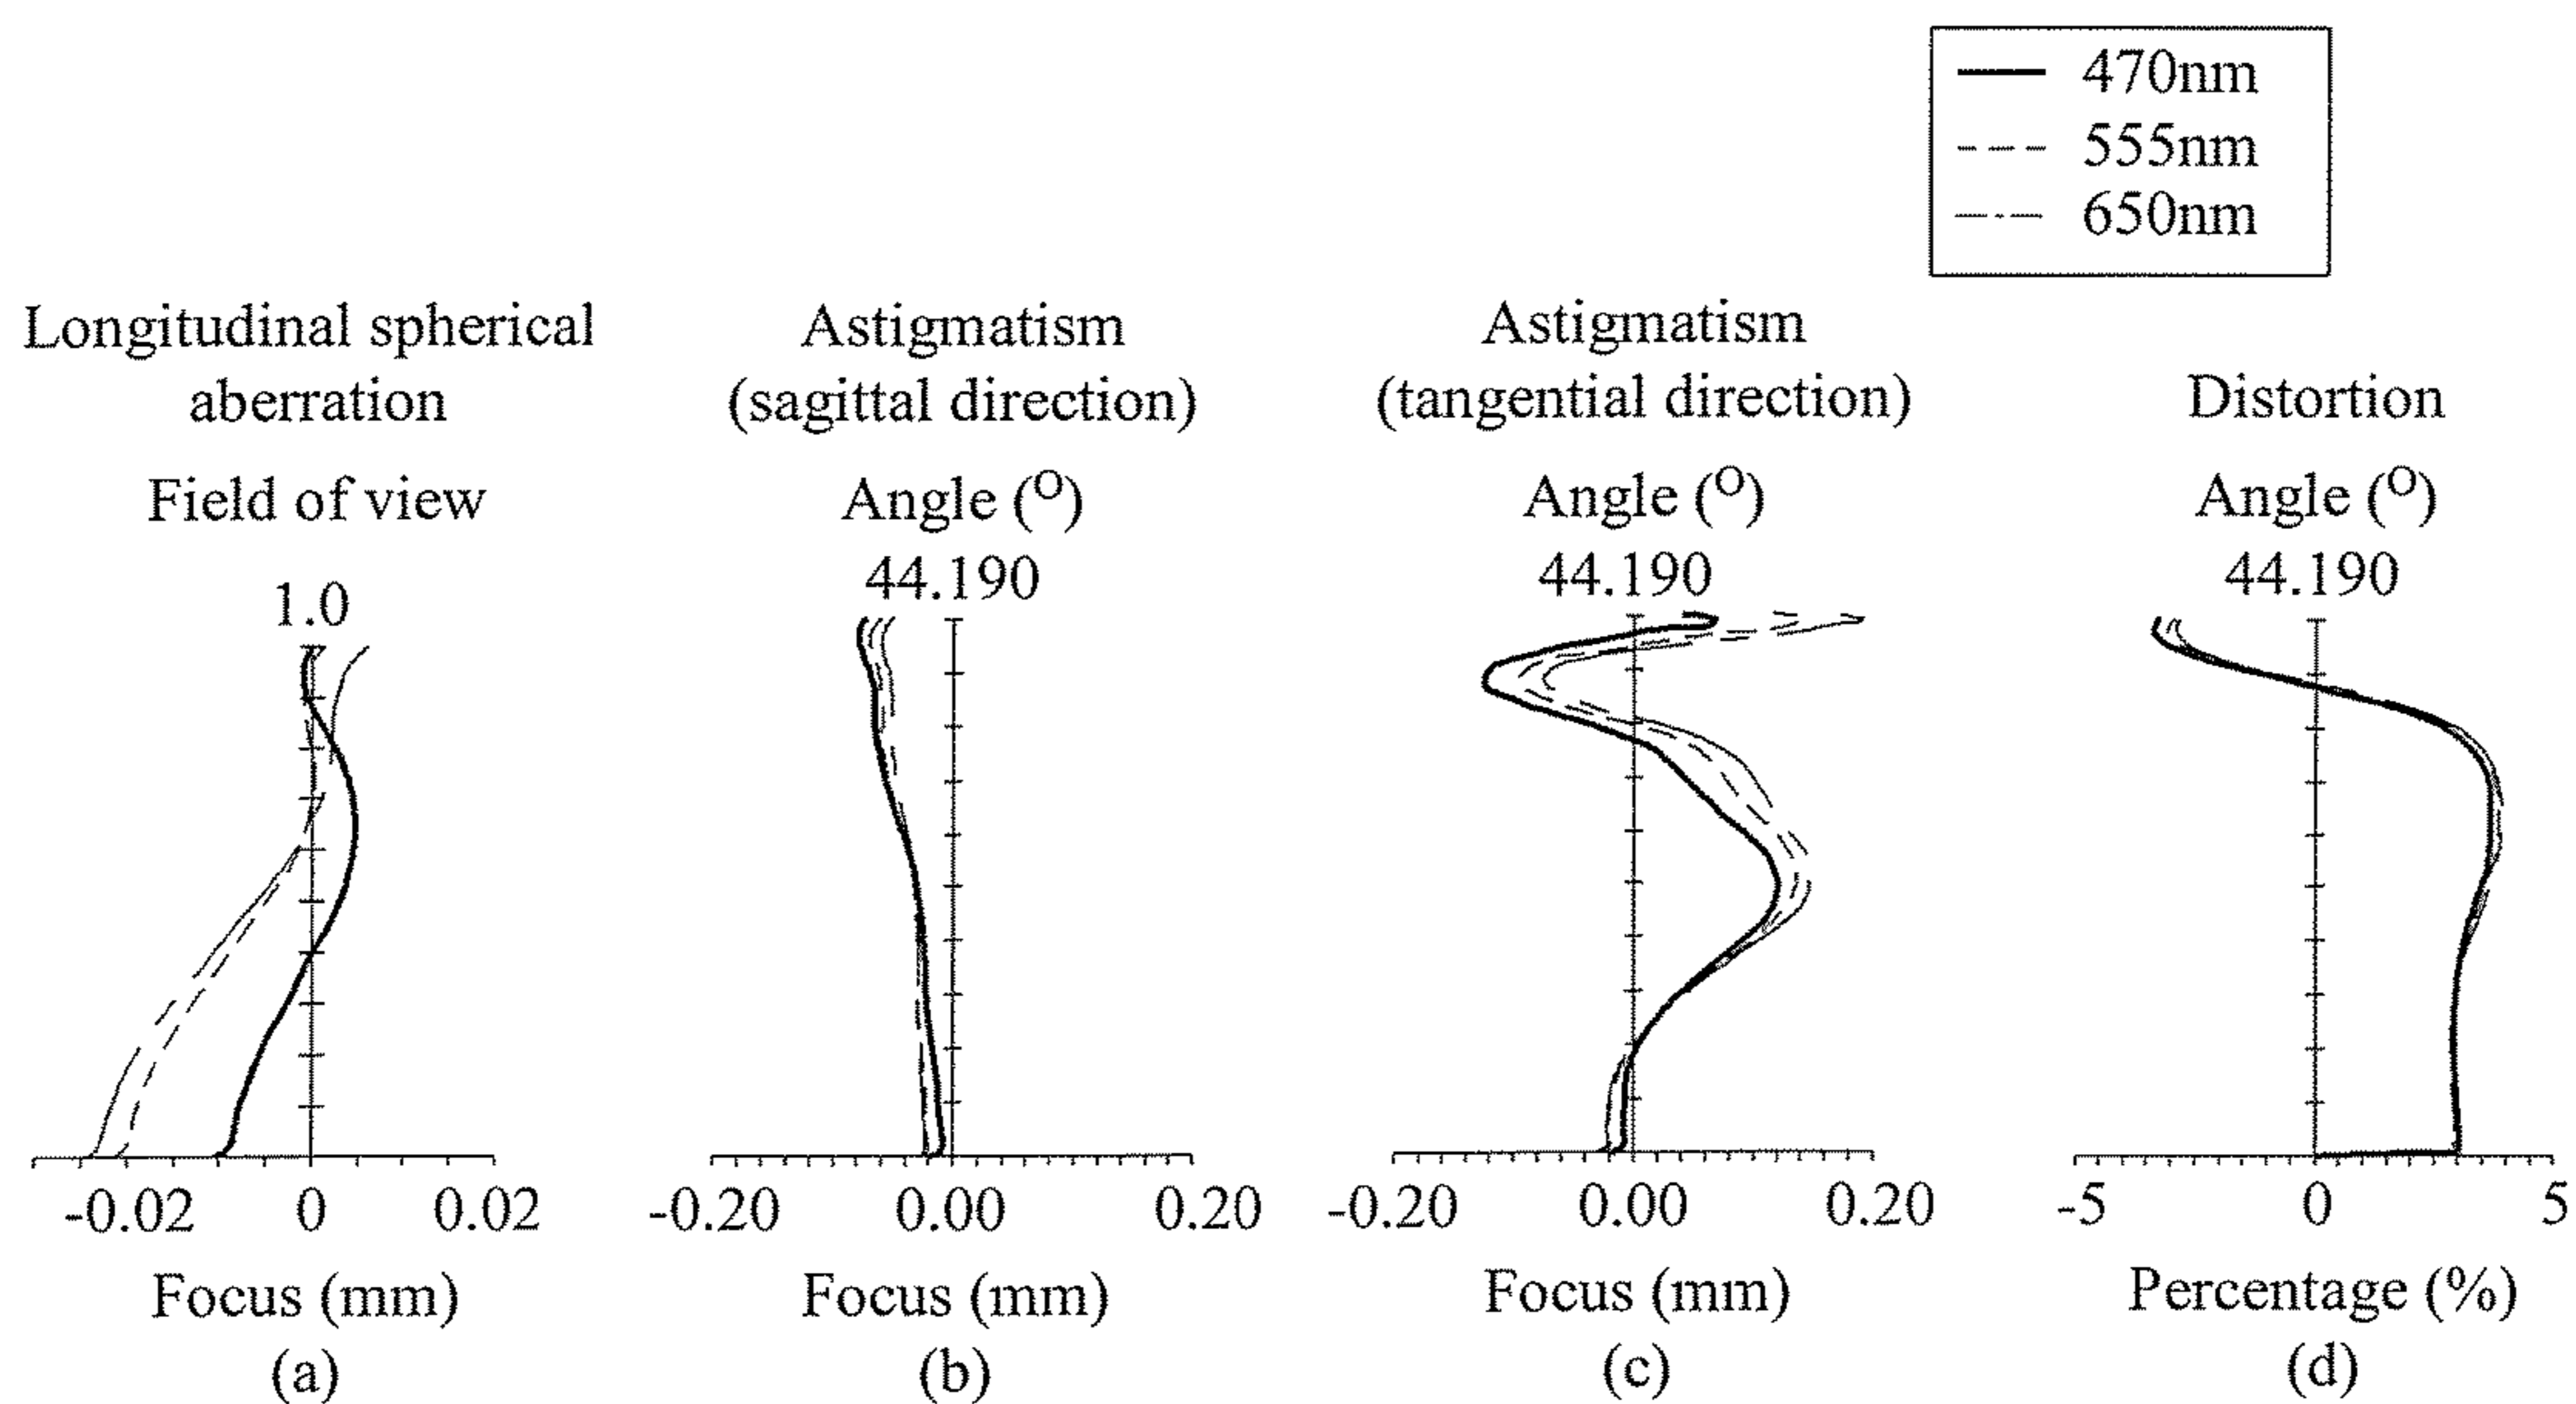 470nm
555nm
650nm
Longitudinal spherical
aberration
Field of view
1.0
-0.02 0 0.02
Focus (mm)
(a)
Astigmatism
(sagittal direction)
Angle (O)
44.190
-0.20 0.00 0.20
Focus (mm)
(b)
Astigmatism
(tangential direction)
Angle (O)
44.190
-0.20 0.00 0.20
Focus (mm)
(c)
Distortion
Angle (O)
44.190
-5 0 5
Percentage (%)
(d)